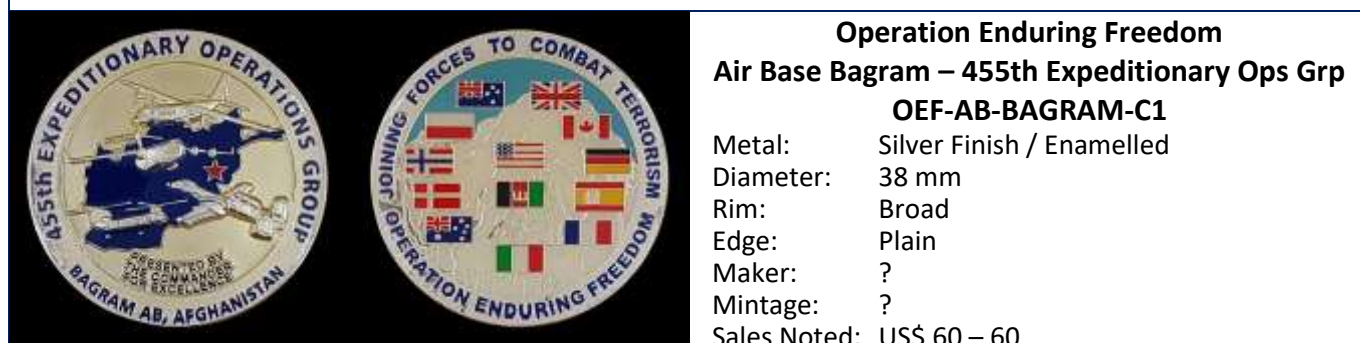 455th EXPEDITIONARY OPERATIONS GROUP
PRESENTED BY
THE COMMANDER
FOR EXCELLENCE
BAGRAM AB, AFGHANISTAN
JOINING FORCES TO COMBAT TERRORISM
OPERATION ENDURING FREEDOM
Operation Enduring Freedom
Air Base Bagram – 455th Expeditionary Ops Grp
OEF-AB-BAGRAM-C1
Metal: Silver Finish / Enamelled
Diameter: 38 mm
Rim: Broad
Edge: Plain
Maker: ?
Mintage: ?
Sales Noted: US$ 60 – 60